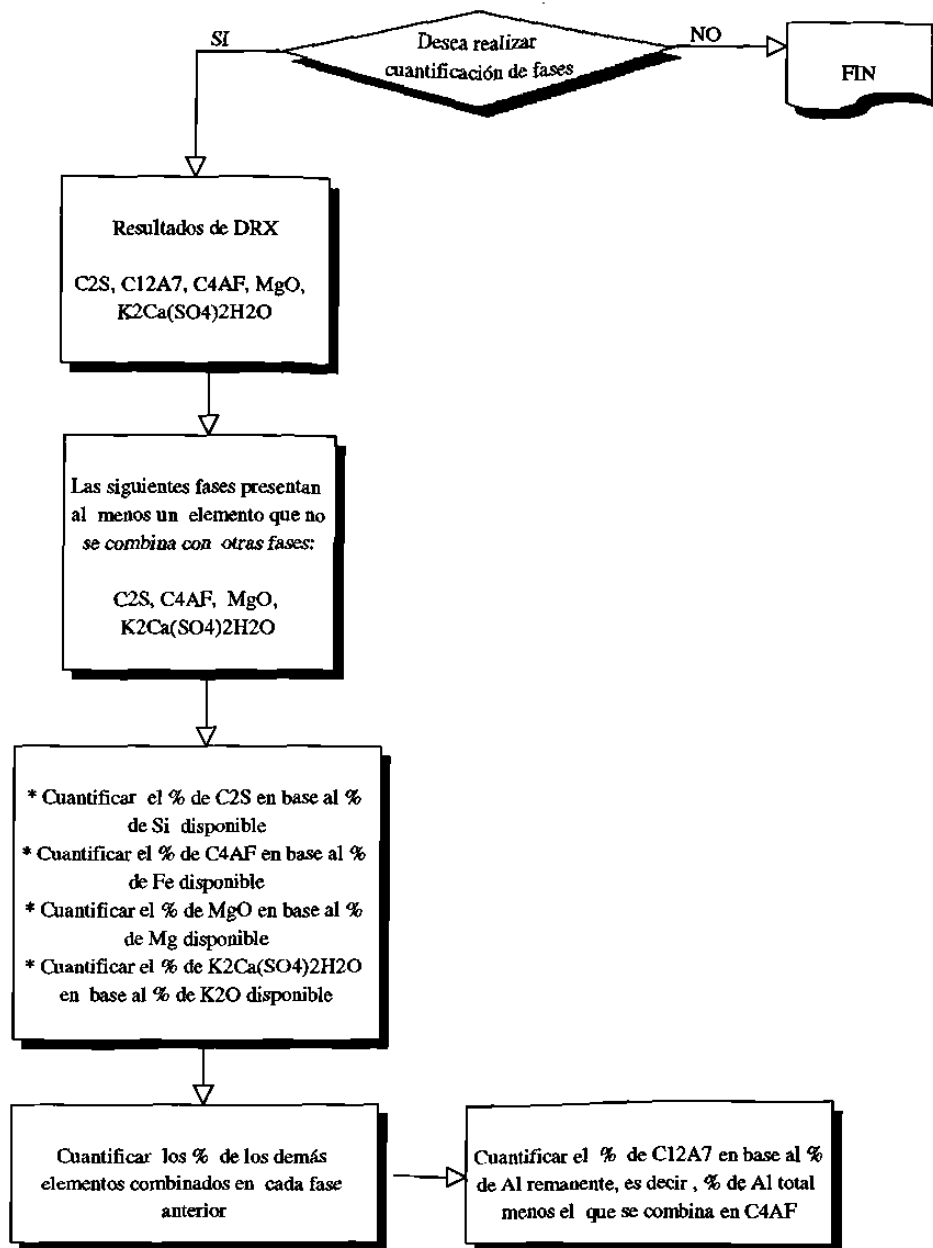 SI
Desea realizar
cuantificación de fases
NO
FIN
Resultados de DRX
C2S, C12A7, C4AF, MgO,
K2Ca(SO4)2H2O
Las siguientes fases presentan
al menos un elemento que no
se combina con otras fases:
C2S, C4AF, MgO,
K2Ca(SO4)2H2O
* Cuantificar el % de C2S en base al %
de Si disponible
* Cuantificar el % de C4AF en base al %
de Fe disponible
* Cuantificar el % de MgO en base al %
de Mg disponible
* Cuantificar el % de K2Ca(SO4)2H2O
en base al % de K2O disponible
Cuantificar los % de los demás
elementos combinados en cada fase
anterior
Cuantificar el % de C12A7 en base al %
de Al remanente, es decir , % de Al total
menos el que se combina en C4AF